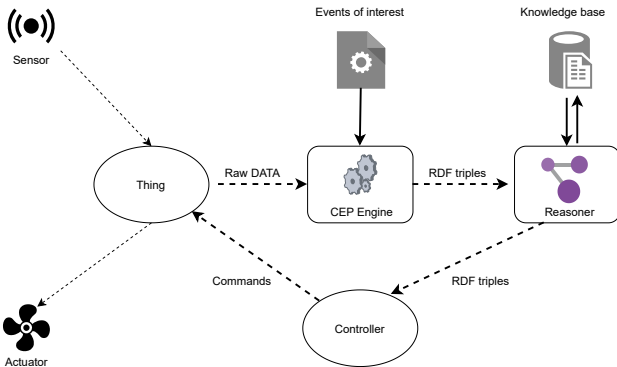 Events of interest
Knowledge base
Sensor
Thing
Raw DATA
CEP Engine
RDF triples
Reasoner
Commands
RDF triples
Controller
Actuator